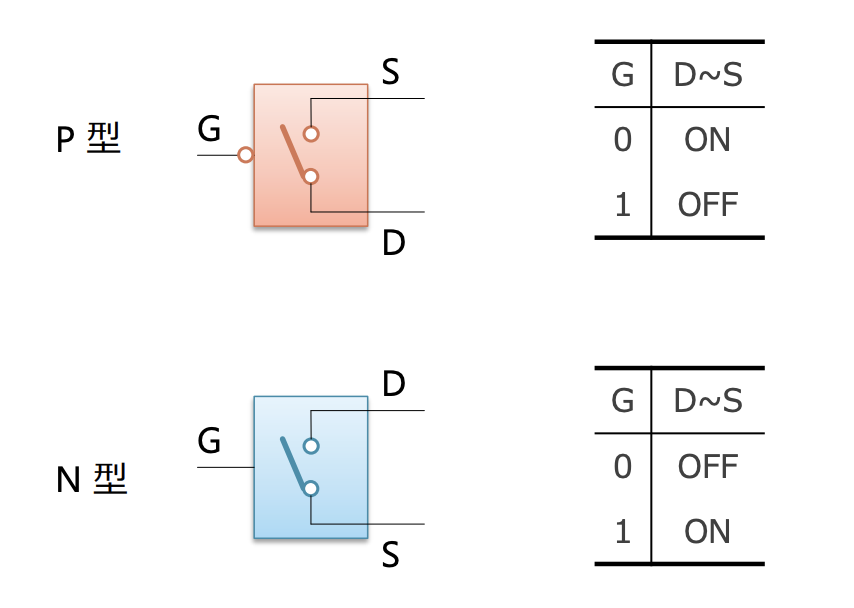 P 型
G
S
D
G D~S
0 ON
1 OFF
N 型
G
D
S
G D~S
0 OFF
1 ON